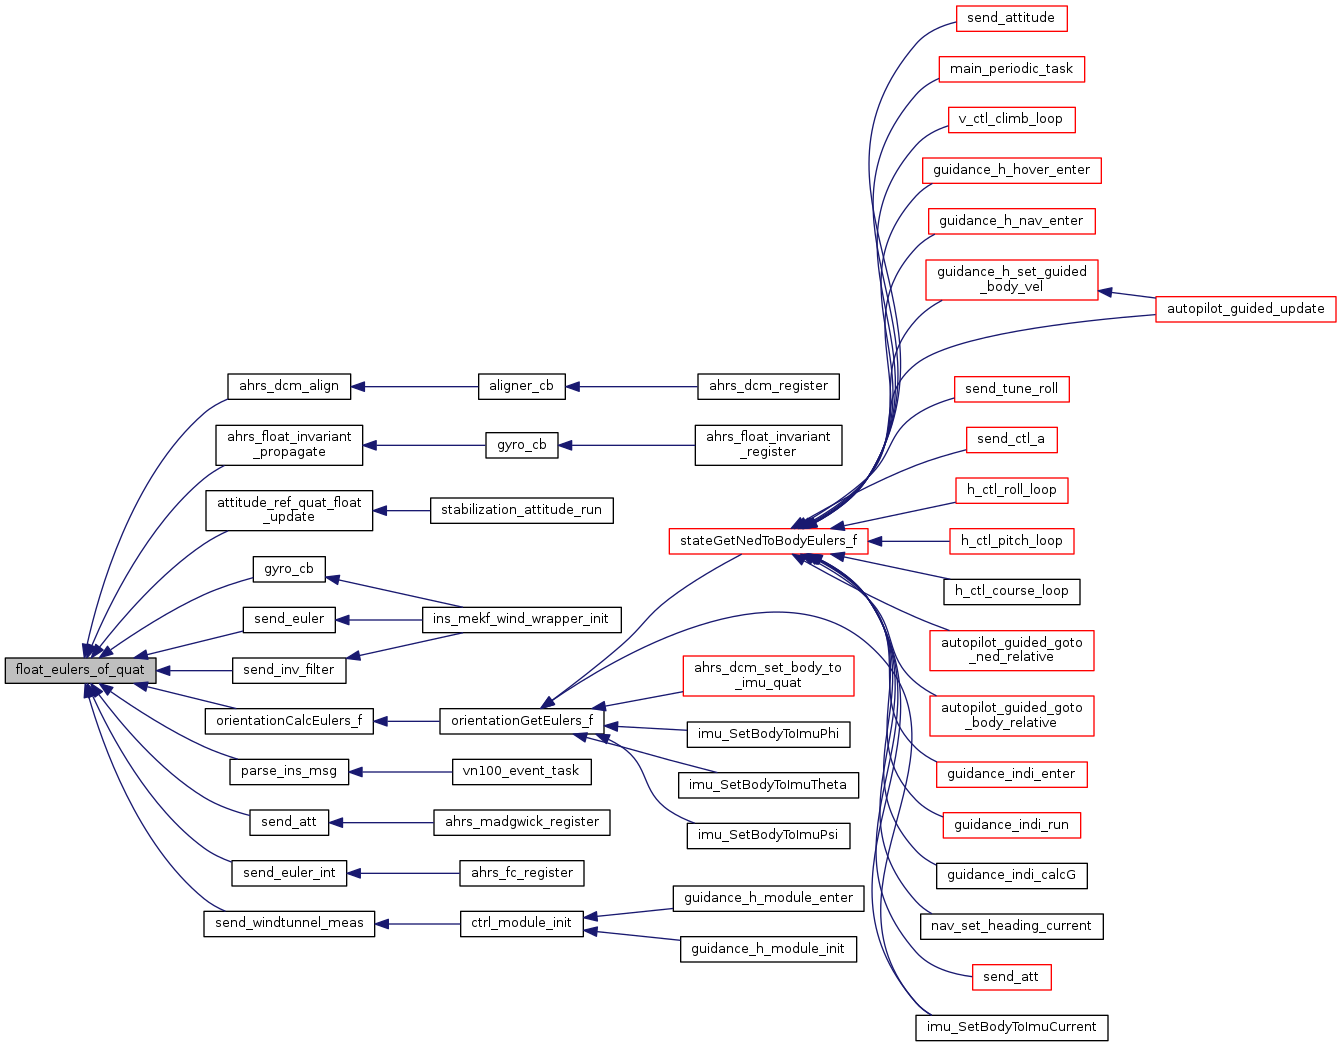 float_eulers_of_quat
ahrs_dcm_align
aligner_cb
ahrs_dcm_register
ahrs_float_invariant
_propagate
gyro_cb
ahrs_float_invariant
_register
attitude_ref_quat_float
_update
stabilization_attitude_run
gyro_cb
send_euler
ins_mekf_wind_wrapper_init
send_inv_filter
orientationCalcEulers_f
orientationGetEulers_f
parse_ins_msg
vn100_event_task
send_att
ahrs_madgwick_register
send_euler_int
ahrs_fc_register
send_windtunnel_meas
ctrl_module_init
guidance_h_module_enter
guidance_h_module_init
stateGetNedToBodyEulers_f
ahrs_dcm_set_body_to
_imu_quat
imu_SetBodyToImuPhi
imu_SetBodyToImuTheta
imu_SetBodyToImuPsi
send_attitude
main_periodic_task
v_ctl_climb_loop
guidance_h_hover_enter
guidance_h_nav_enter
guidance_h_set_guided
_body_vel
autopilot_guided_update
send_tune_roll
send_ctl_a
h_ctl_roll_loop
h_ctl_pitch_loop
h_ctl_course_loop
autopilot_guided_goto
_ned_relative
autopilot_guided_goto
_body_relative
guidance_indi_enter
guidance_indi_run
guidance_indi_calcG
nav_set_heading_current
send_att
imu_SetBodyToImuCurrent